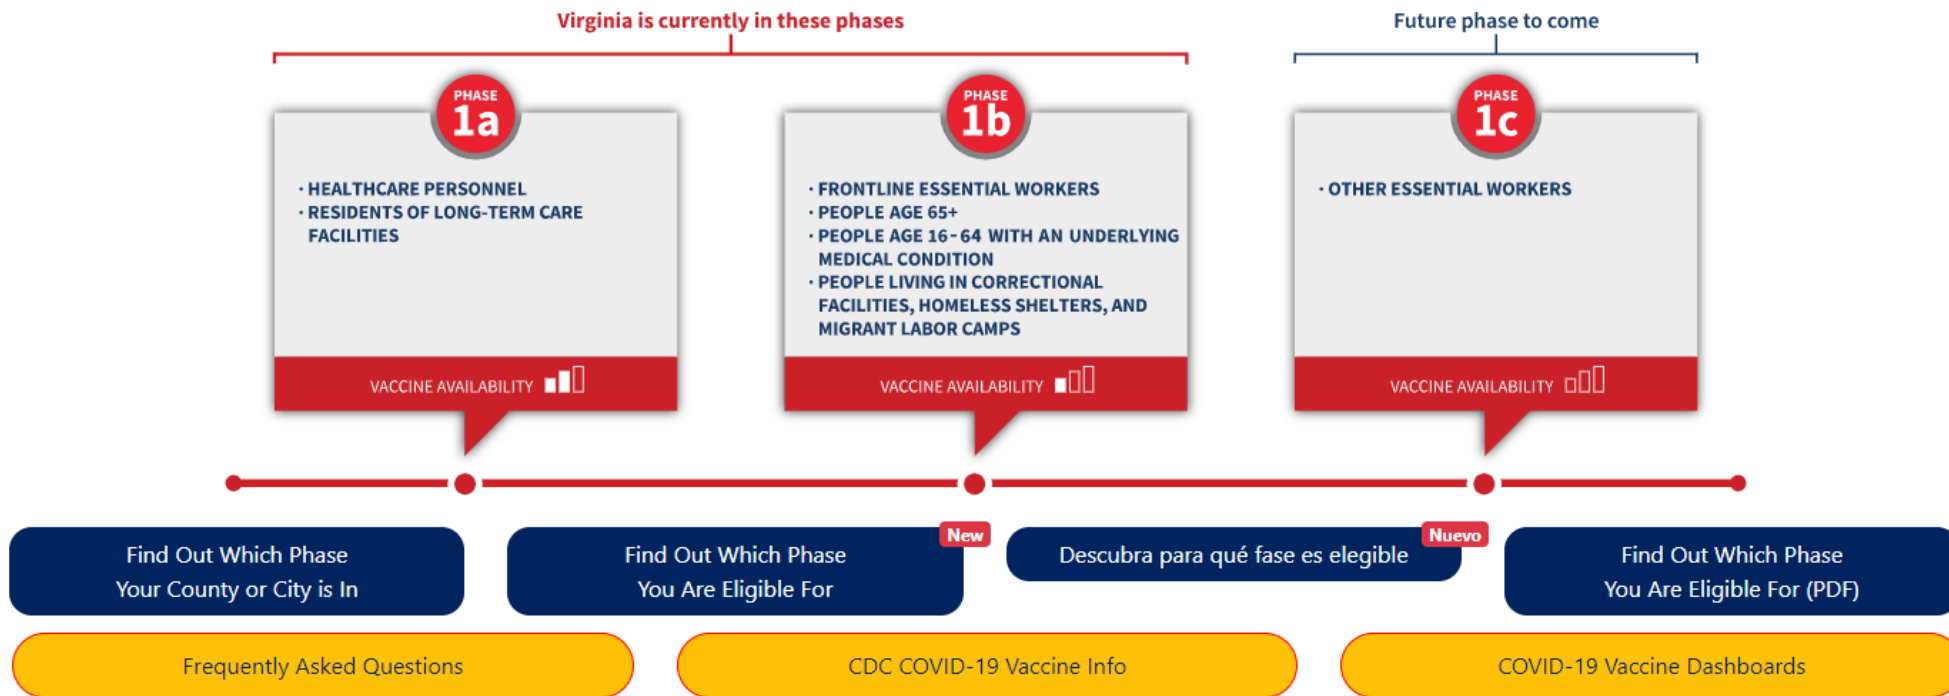 Virginia is currently in these phases
Future phase to come
PHASE
1a
· HEALTHCARE PERSONNEL
· RESIDENTS OF LONG-TERM CARE
FACILITIES
VACCINE AVAILABILITY
PHASE
1b
· FRONTLINE ESSENTIAL WORKERS
· PEOPLE AGE 65+
· PEOPLE AGE 16-64 WITH AN UNDERLYING
MEDICAL CONDITION
· PEOPLE LIVING IN CORRECTIONAL
FACILITIES, HOMELESS SHELTERS, AND
MIGRANT LABOR CAMPS
VACCINE AVAILABILITY
PHASE
1c
· OTHER ESSENTIAL WORKERS
VACCINE AVAILABILITY
Find Out Which Phase
Your County or City is In
New
Find Out Which Phase
You Are Eligible For
Nuevo
Descubra para qué fase es elegible
Find Out Which Phase
You Are Eligible For (PDF)
Frequently Asked Questions
CDC COVID-19 Vaccine Info
COVID-19 Vaccine Dashboards